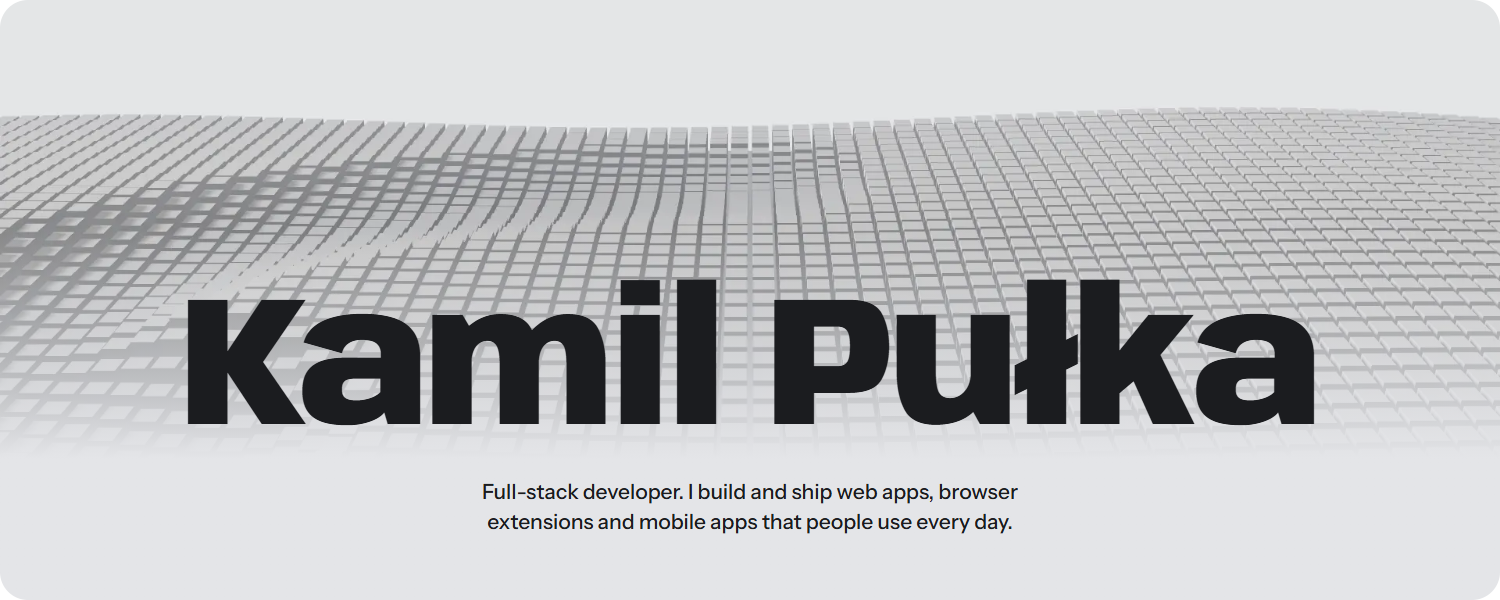 Kamil Pułka
Full-stack developer. I build and ship web apps, browser
extensions and mobile apps that people use every day.